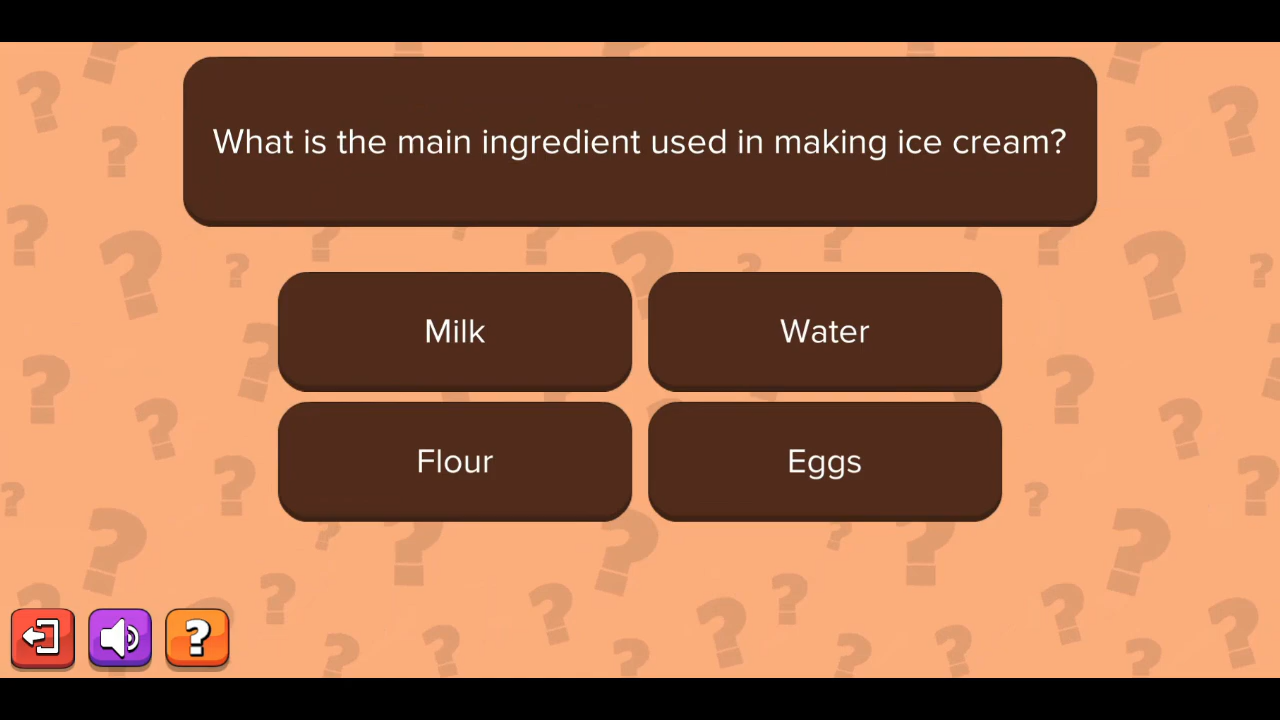 What is the main ingredient used in making ice cream?
Milk
Water
Flour
Eggs